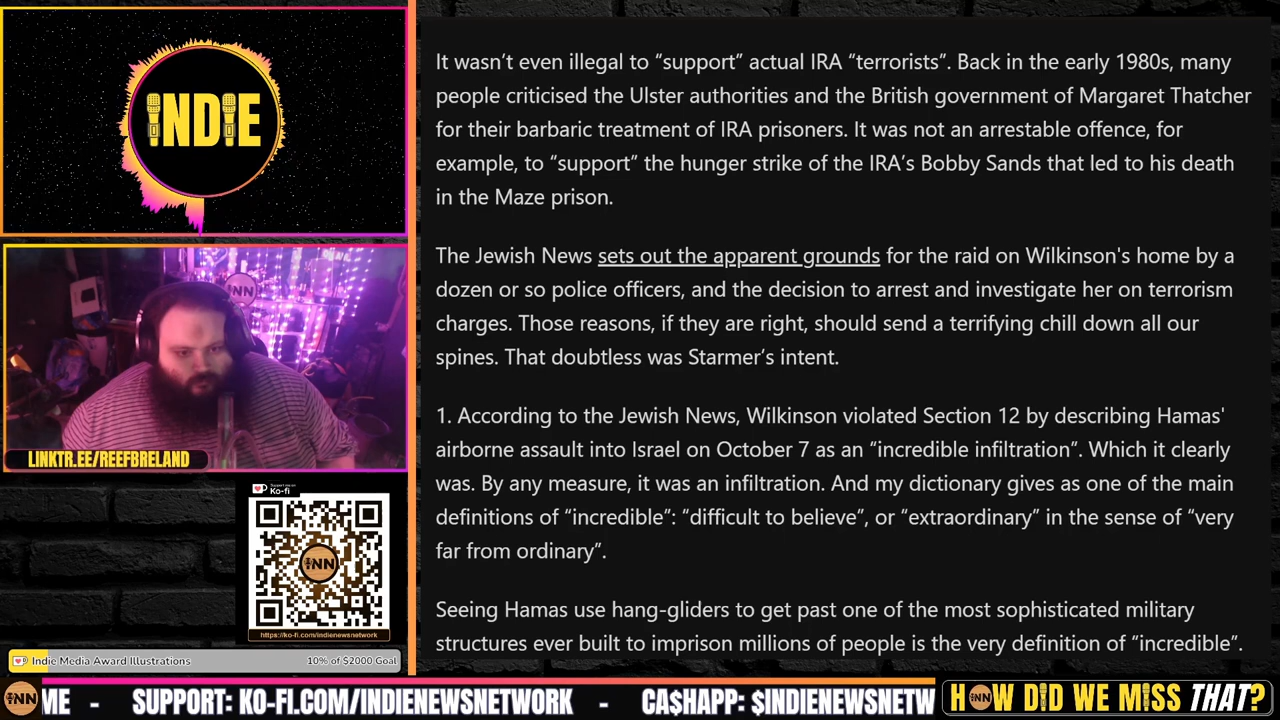 INDIE
It wasn’t even illegal to “support” actual IRA “terrorists”. Back in the early 1980s, many
people criticised the Ulster authorities and the British government of Margaret Thatcher
for their barbaric treatment of IRA prisoners. It was not an arrestable offence, for
example, to “support” the hunger strike of the IRA’s Bobby Sands that led to his death
in the Maze prison.
The Jewish News sets out the apparent grounds for the raid on Wilkinson's home by a
dozen or so police officers, and the decision to arrest and investigate her on terrorism
charges. Those reasons, if they are right, should send a terrifying chill down all our
spines. That doubtless was Starmer’s intent.
1. According to the Jewish News, Wilkinson violated Section 12 by describing Hamas'
airborne assault into Israel on October 7 as an “incredible infiltration”. Which it clearly
was. By any measure, it was an infiltration. And my dictionary gives as one of the main
definitions of “incredible”: “difficult to believe”, or “extraordinary” in the sense of “very
far from ordinary”.
Seeing Hamas use hang-gliders to get past one of the most sophisticated military
structures ever built to imprison millions of people is the very definition of “incredible”.
INN
LINKTR.EE/REEFBRELAND
Support me on
Ko-fi
INN
https://ko-fi.com/indienewsnetwork
Indie Media Award Illustrations 10% of $2000 Goal
INN
ME - SUPPORT: KO-FI.COM/INDIENEWSNETWORK - CA$HAPP: $INDIENEWSNETW
HOW DID WE MISS THAT?